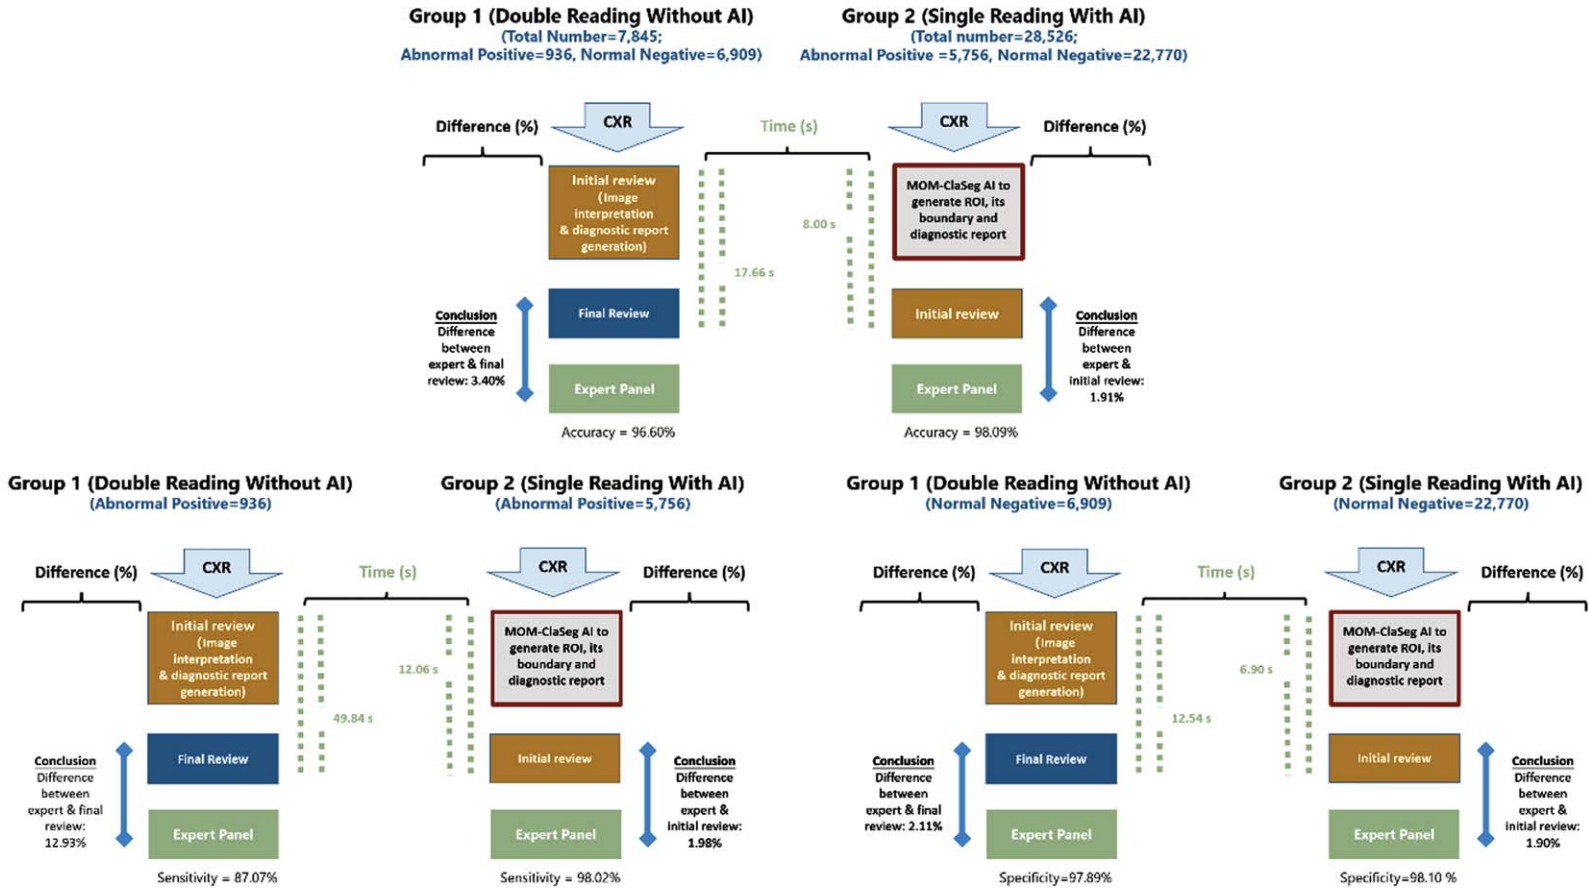 Group 1 (Double Reading Without AI)
(Total Number=7,845;
Abnormal Positive=936, Normal Negative=6,909)
Group 2 (Single Reading With AI)
(Total number=28,526;
Abnormal Positive =5,756, Normal Negative=22,770)
Difference (%)
CXR
Time (s)
CXR
Difference (%)
Initial review
(Image
interpretation
& diagnostic report
generation)
MOM-ClaSeg AI to
generate ROI, its
boundary and
diagnostic report
8.00 s
17.66 s
Conclusion
Difference
between
expert & final
review: 3.40%
Final Review
Initial review
Conclusion
Difference
between
expert &
initial review:
1.91%
Expert Panel
Expert Panel
Accuracy = 96.60%
Accuracy = 98.09%
Group 1 (Double Reading Without AI)
(Abnormal Positive=936)
Group 2 (Single Reading With AI)
(Abnormal Positive=5,756)
Difference (%)
CXR
Time (s)
CXR
Difference (%)
Initial review
(Image
interpretation
& diagnostic report
generation)
MOM-ClaSeg AI to
generate ROI, its
boundary and
diagnostic report
12.06 s
49.84 s
Conclusion
Difference
between
expert & final
review:
12.93%
Final Review
Initial review
Conclusion
Difference
between
expert &
initial review:
1.98%
Expert Panel
Expert Panel
Sensitivity = 87.07%
Sensitivity = 98.02%
Group 1 (Double Reading Without AI)
(Normal Negative=6,909)
Group 2 (Single Reading With AI)
(Normal Negative=22,770)
Difference (%)
CXR
Time (s)
CXR
Difference (%)
Initial review
(Image
interpretation
& diagnostic report
generation)
MOM-ClaSeg AI to
generate ROI, its
boundary and
diagnostic report
6.90 s
12.54 s
Conclusion
Difference
between
expert & final
review: 2.11%
Final Review
Initial review
Conclusion
Difference
between
expert &
initial review:
1.90%
Expert Panel
Expert Panel
Specificity=97.89%
Specificity=98.10 %